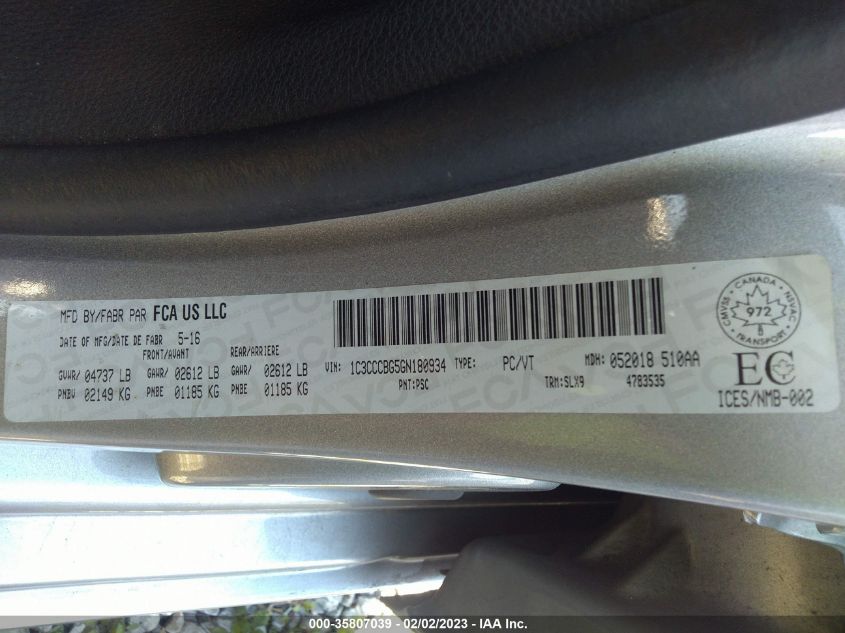 MFD BY/FABR PAR FCA US LLC
DATE OF MFG/DATE DE FABR 5-16
FRONT/AVANT REAR/ARRIERE
GVWR/ 04737 LB GAWR/ 02612 LB GAWR/ 02612 LB
PNBV 02149 KG PNBE 01185 KG PNBE 01185 KG
VIN: 1C3CCCBG5GN180934 TYPE: PC/VT MDH: 052018 510AA
PNT:PSC TRM:SLX9 4783535
CANADA
CMVSS NSVAC
972
6
TRANSPORT
EC
ICES/NMB-002
000-35807039 - 02/02/2023 - IAA Inc.